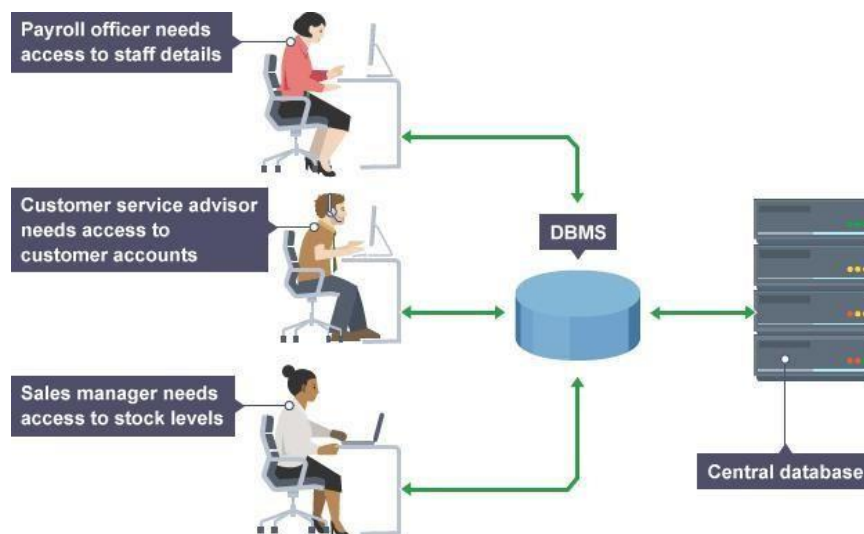 Payroll officer needs
access to staff details
Customer service advisor
needs access to
customer accounts
DBMS
Sales manager needs
access to stock levels
Central database